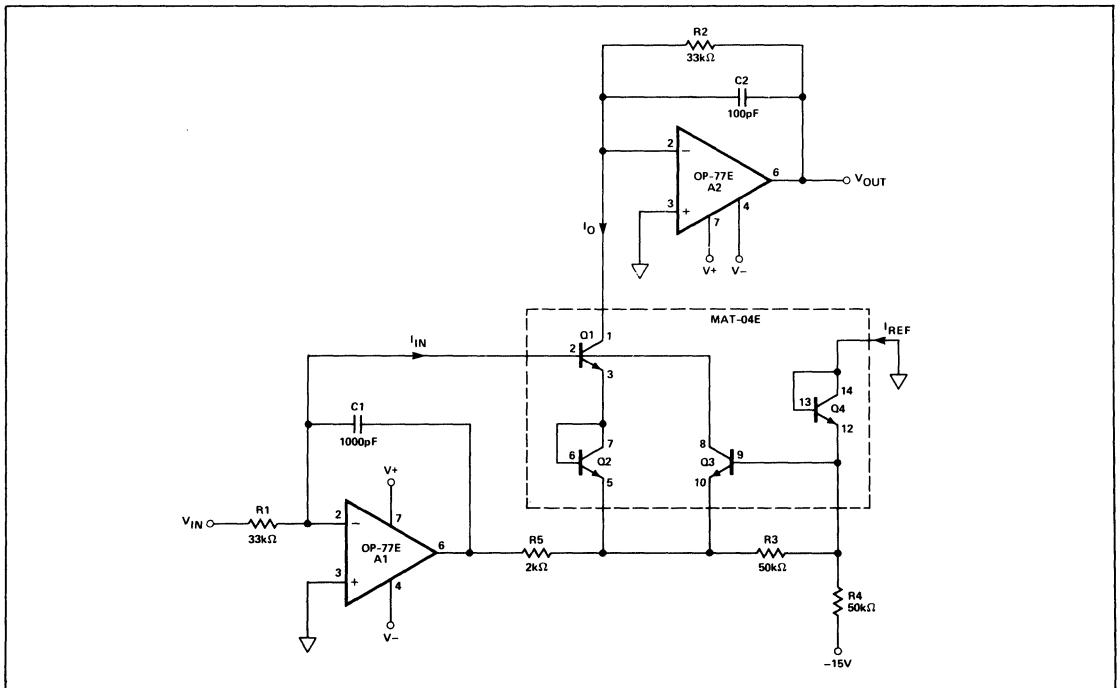 R2
33kΩ
C2
100pF
2
−
OP-77E
A2
6
VOUT
3
+
7
4
V+
V−
IO
MAT-04E
Q1
1
2
3
IIN
IREF
14
13
Q4
12
C1
1000pF
7
6
Q2
5
8
Q3
9
10
V+
VIN
R1
33kΩ
2
−
7
OP-77E
A1
6
3
+
4
V−
R5
2kΩ
R3
50kΩ
R4
50kΩ
−15V